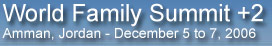 World Family Summit +2
Amman, Jordan - December 5 to 7, 2006